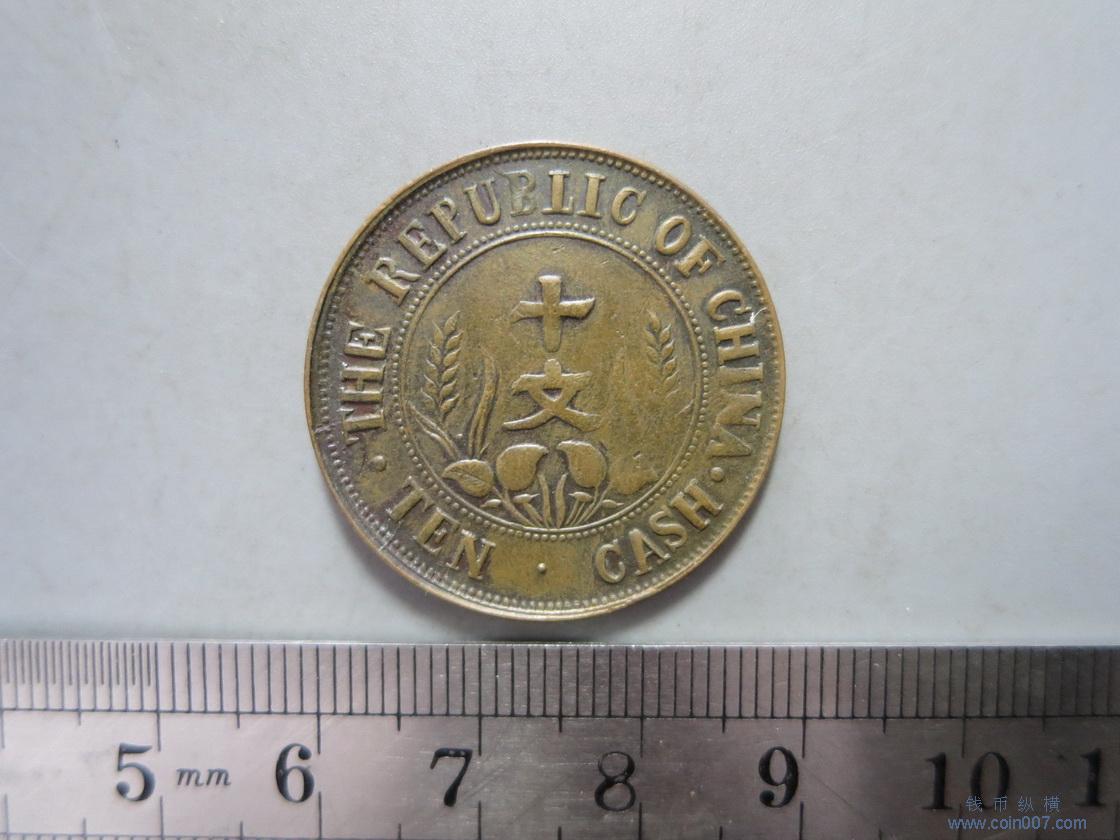 · THE REPUBLIC OF CHINA ·
十
文
TEN · CASH
5 mm 6 7 8 9 10 1
钱币纵横
www.coin007.com